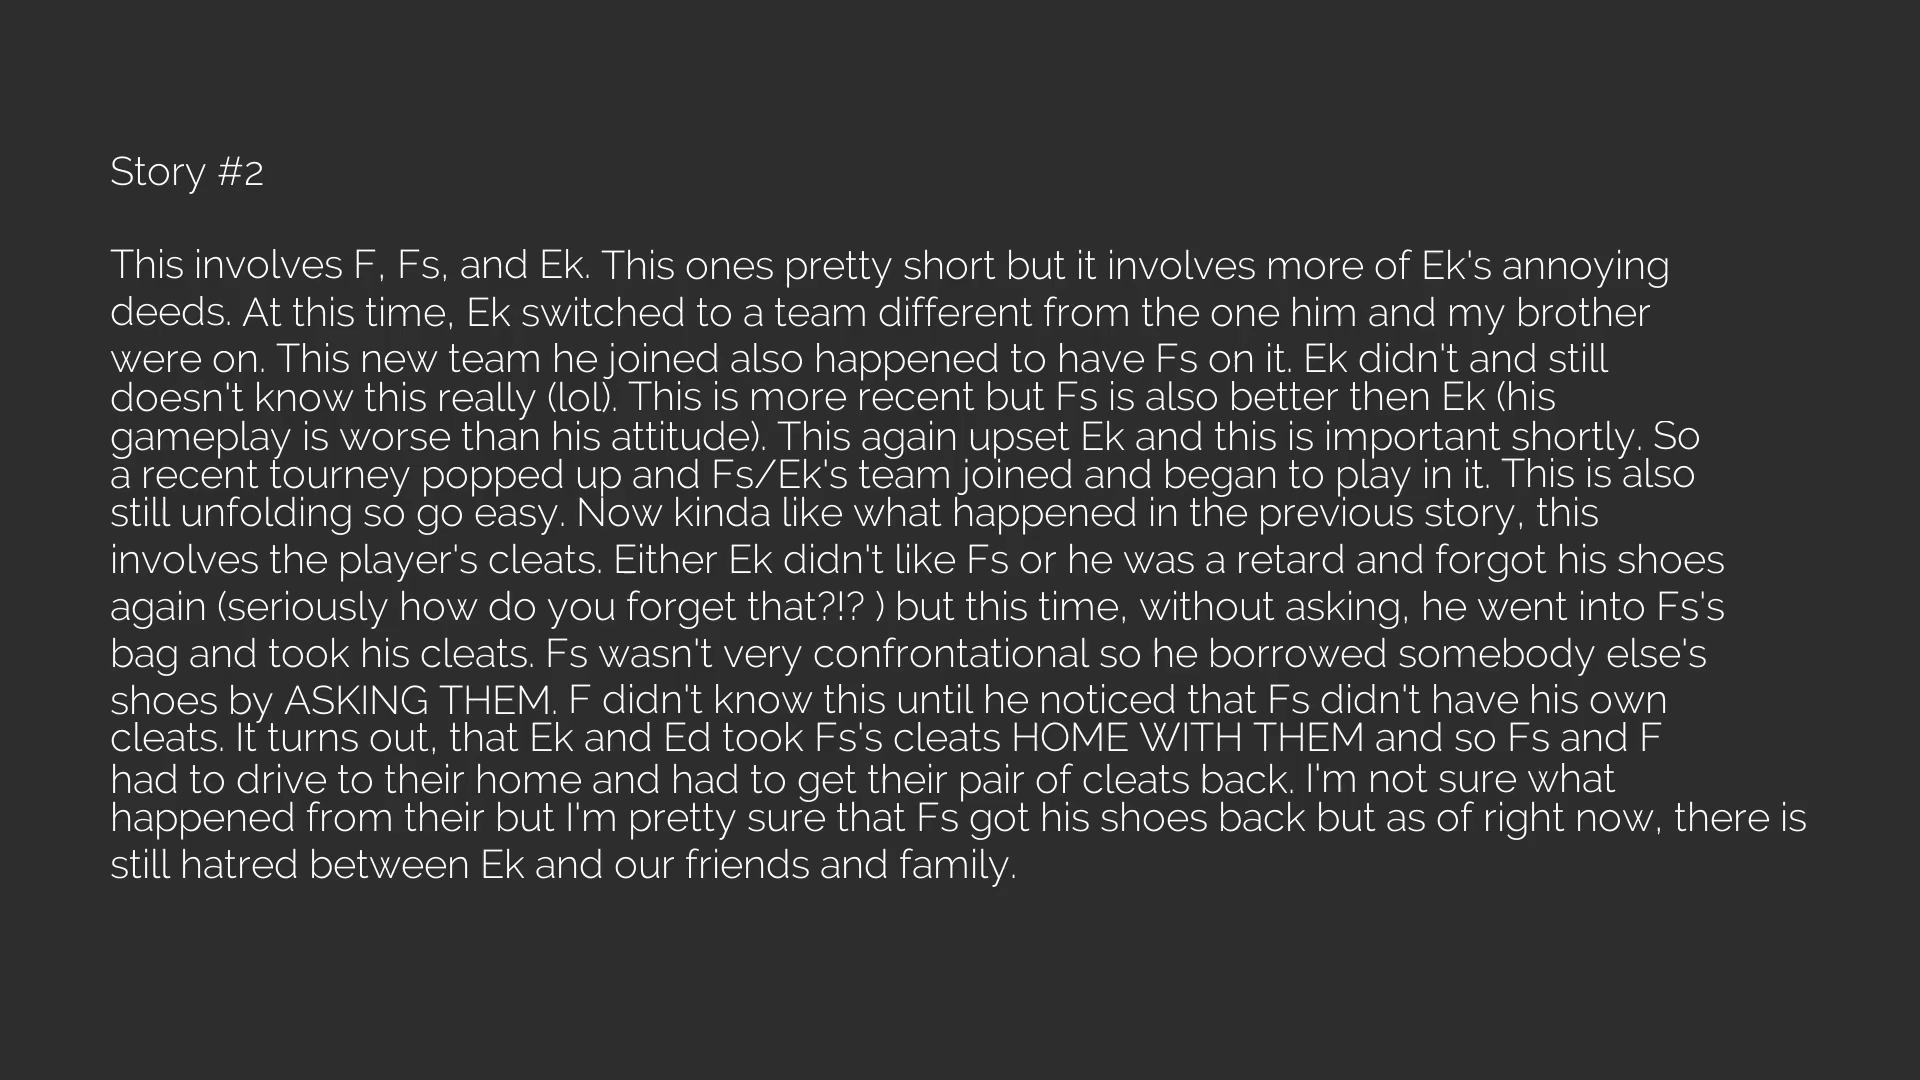 Story #2
This involves F, Fs, and Ek. This ones pretty short but it involves more of Ek's annoying
deeds. At this time, Ek switched to a team different from the one him and my brother
were on. This new team he joined also happened to have Fs on it. Ek didn't and still
doesn't know this really (lol). This is more recent but Fs is also better then Ek (his
gameplay is worse than his attitude). This again upset Ek and this is important shortly. So
a recent tourney popped up and Fs/Ek's team joined and began to play in it. This is also
still unfolding so go easy. Now kinda like what happened in the previous story, this
involves the player's cleats. Either Ek didn't like Fs or he was a retard and forgot his shoes
again (seriously how do you forget that?!? ) but this time, without asking, he went into Fs's
bag and took his cleats. Fs wasn't very confrontational so he borrowed somebody else's
shoes by ASKING THEM. F didn't know this until he noticed that Fs didn't have his own
cleats. It turns out, that Ek and Ed took Fs's cleats HOME WITH THEM and so Fs and F
had to drive to their home and had to get their pair of cleats back. I'm not sure what
happened from their but I'm pretty sure that Fs got his shoes back but as of right now, there is
still hatred between Ek and our friends and family.